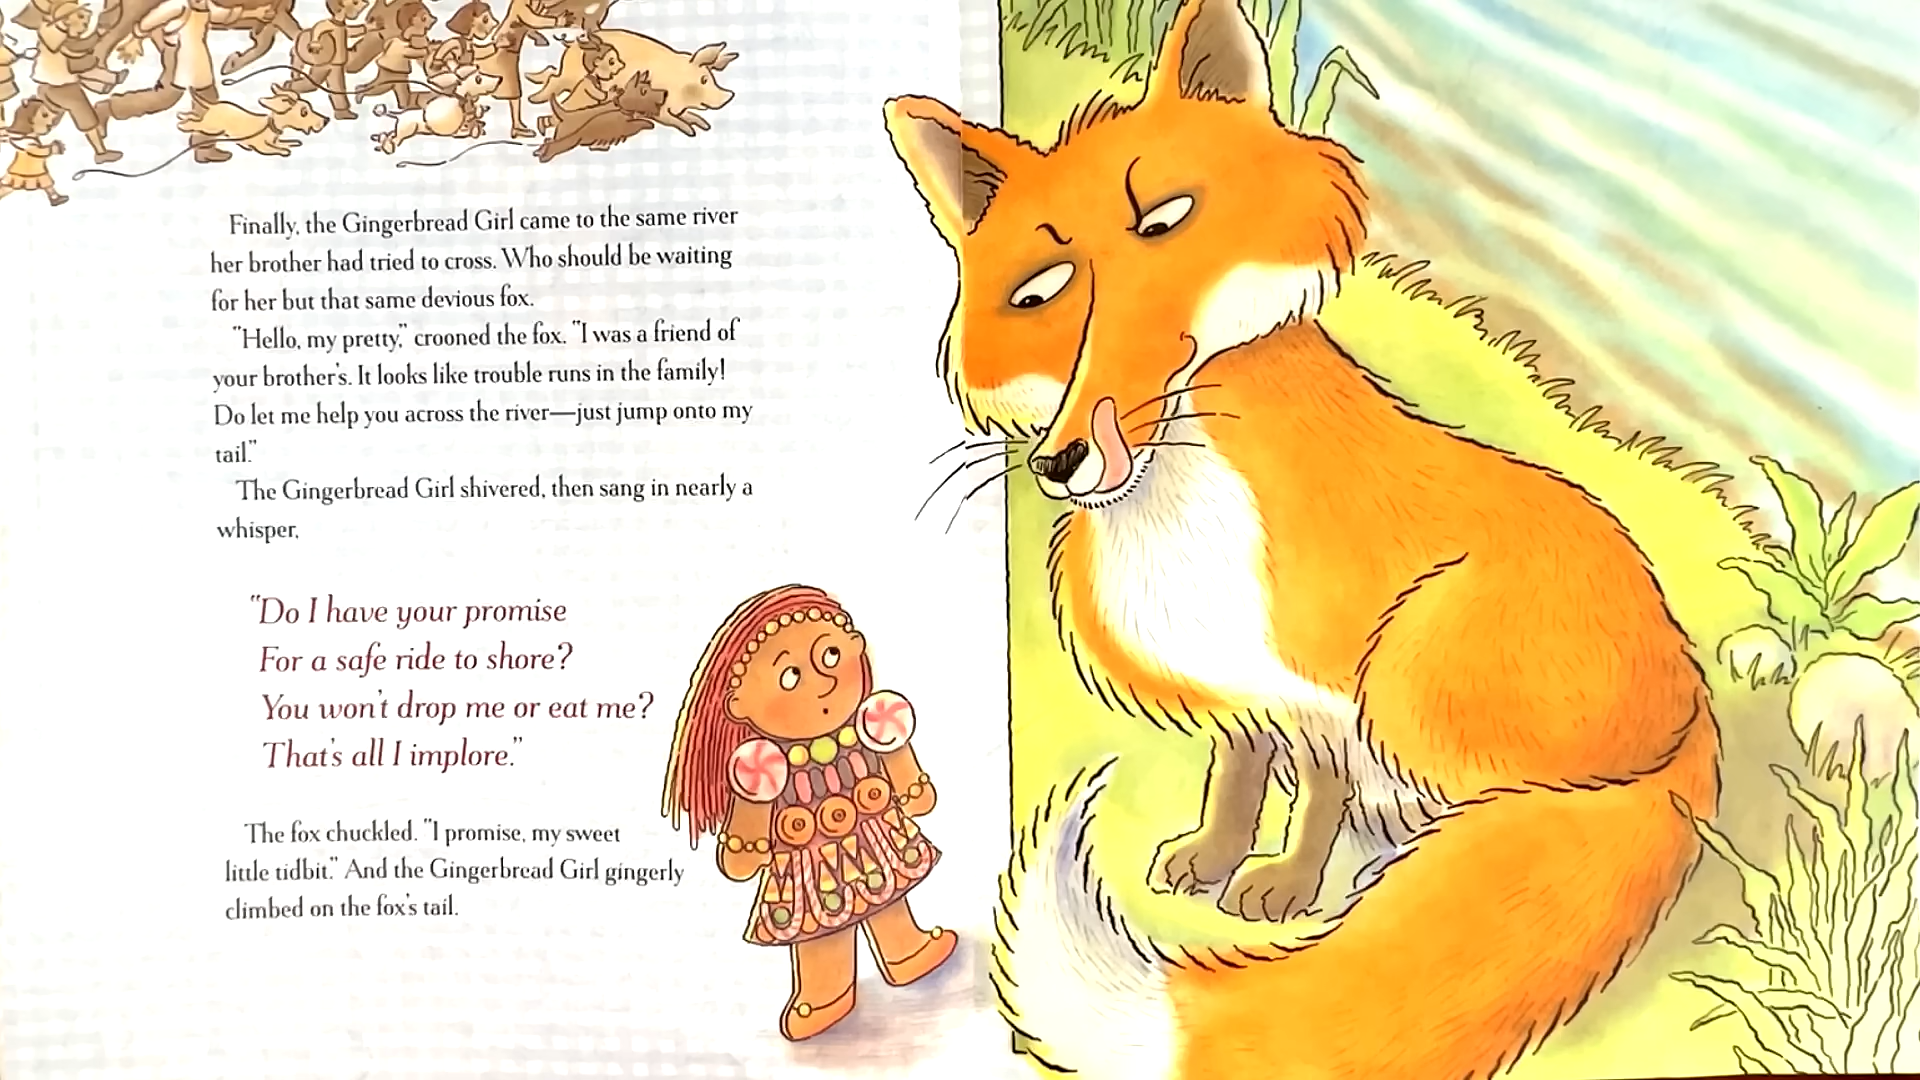 Finally, the Gingerbread Girl came to the same river
her brother had tried to cross. Who should be waiting
for her but that same devious fox.
"Hello, my pretty," crooned the fox. "I was a friend of
your brother's. It looks like trouble runs in the family!
Do let me help you across the river—just jump onto my
tail."
The Gingerbread Girl shivered, then sang in nearly a
whisper,
"Do I have your promise
For a safe ride to shore?
You won't drop me or eat me?
That's all I implore."
The fox chuckled. "I promise, my sweet
little tidbit." And the Gingerbread Girl gingerly
climbed on the fox's tail.